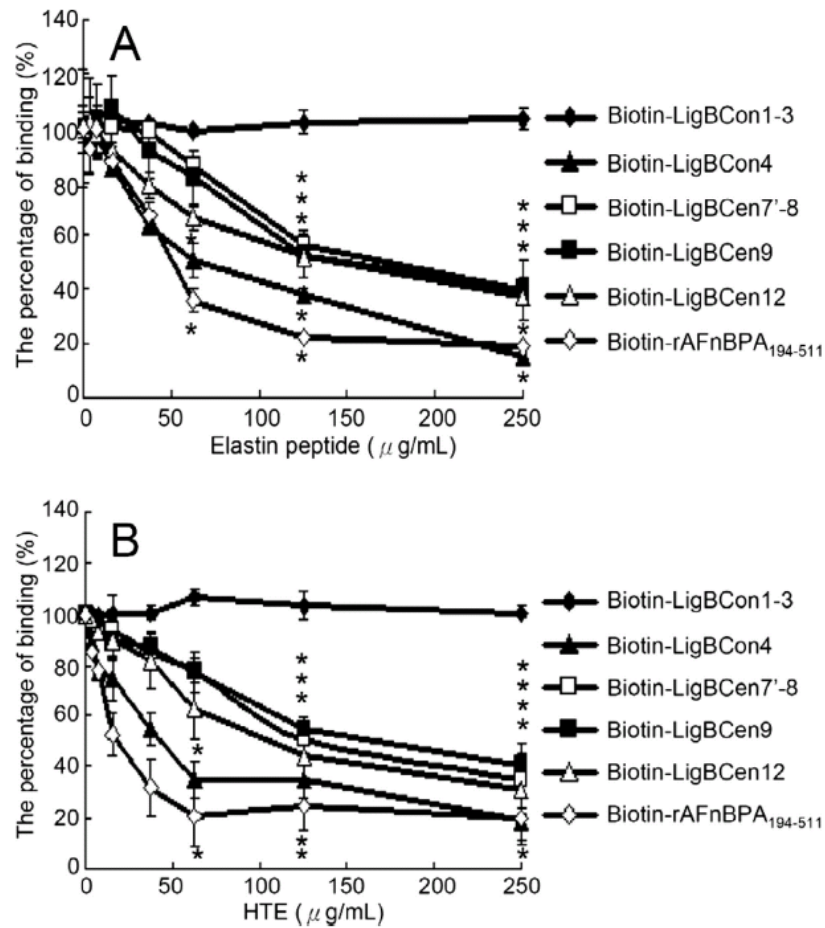 A
The percentage of binding (%)
140
120
100
80
60
40
20
0
0 50 100 150 200 250
Elastin peptide ( μ g/mL)
* * * * * * * * * * * * *
Biotin-LigBCon1-3
Biotin-LigBCon4
Biotin-LigBCen7'-8
Biotin-LigBCen9
Biotin-LigBCen12
Biotin-rAFnBPA194-511
B
The percentage of binding (%)
140
120
100
80
60
40
20
0
0 50 100 150 200 250
HTE ( μ g/mL)
* * * * * * * * * * * *
Biotin-LigBCon1-3
Biotin-LigBCon4
Biotin-LigBCen7'-8
Biotin-LigBCen9
Biotin-LigBCen12
Biotin-rAFnBPA194-511